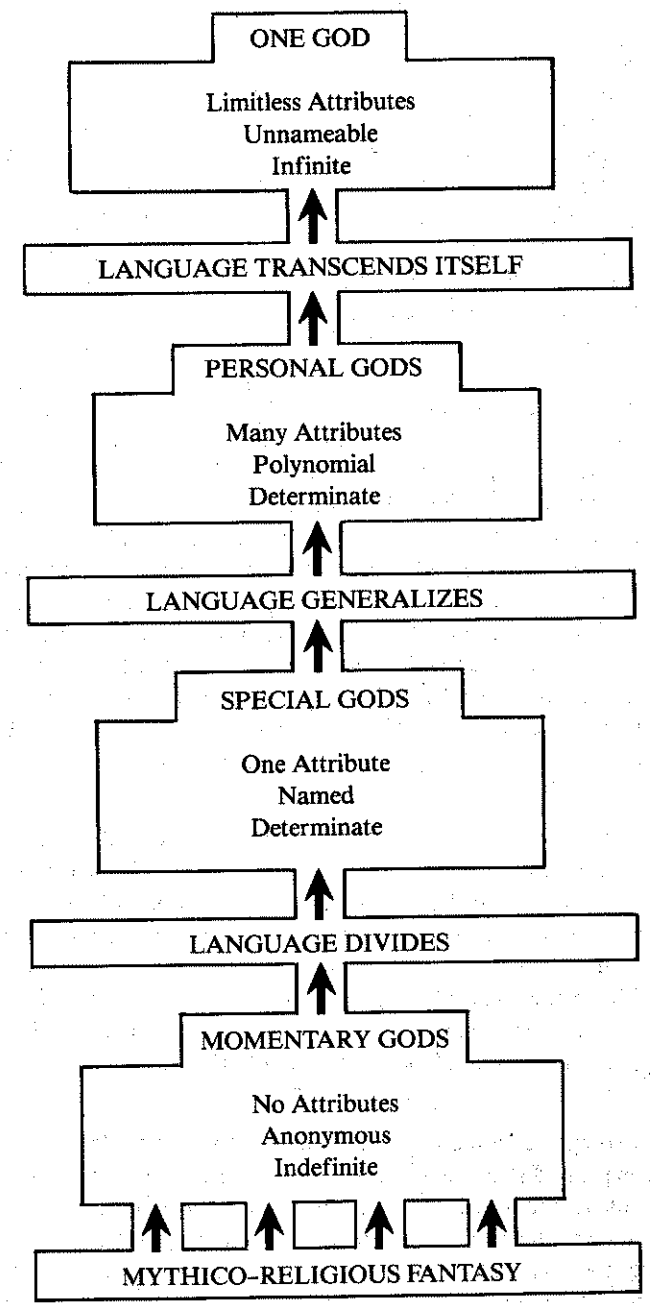 ONE GOD
Limitless Attributes
Unnameable
Infinite
LANGUAGE TRANSCENDS ITSELF
PERSONAL GODS
Many Attributes
Polynomial
Determinate
LANGUAGE GENERALIZES
SPECIAL GODS
One Attribute
Named
Determinate
LANGUAGE DIVIDES
MOMENTARY GODS
No Attributes
Anonymous
Indefinite
MYTHICO-RELIGIOUS FANTASY